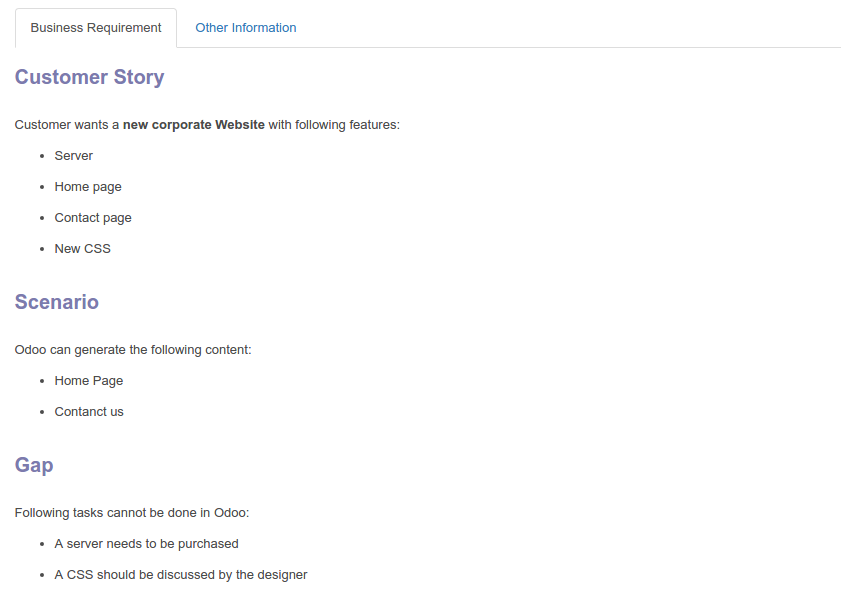 Business Requirement
Other Information
Customer Story
Customer wants a new corporate Website with following features:
Server
Home page
Contact page
New CSS
Scenario
Odoo can generate the following content:
Home Page
Contanct us
Gap
Following tasks cannot be done in Odoo:
A server needs to be purchased
A CSS should be discussed by the designer